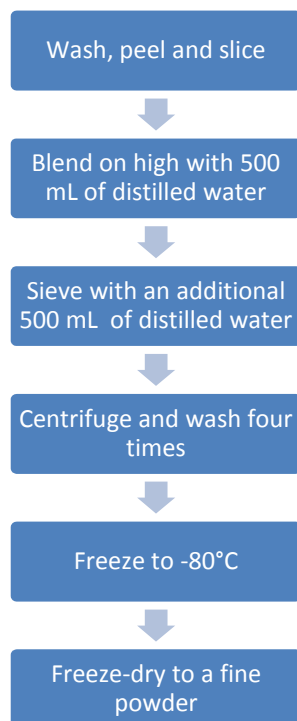 Wash, peel and slice
Blend on high with 500
mL of distilled water
Sieve with an additional
500 mL of distilled water
Centrifuge and wash four
times
Freeze to -80°C
Freeze-dry to a fine
powder